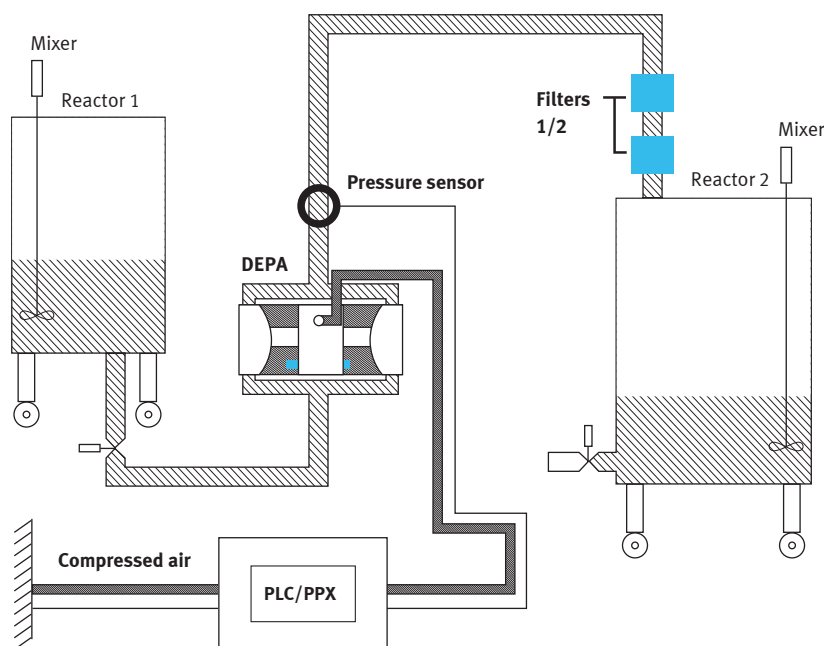 Mixer
Reactor 1
Filters
1/2
Mixer
Reactor 2
Pressure sensor
DEPA
Compressed air
PLC/PPX